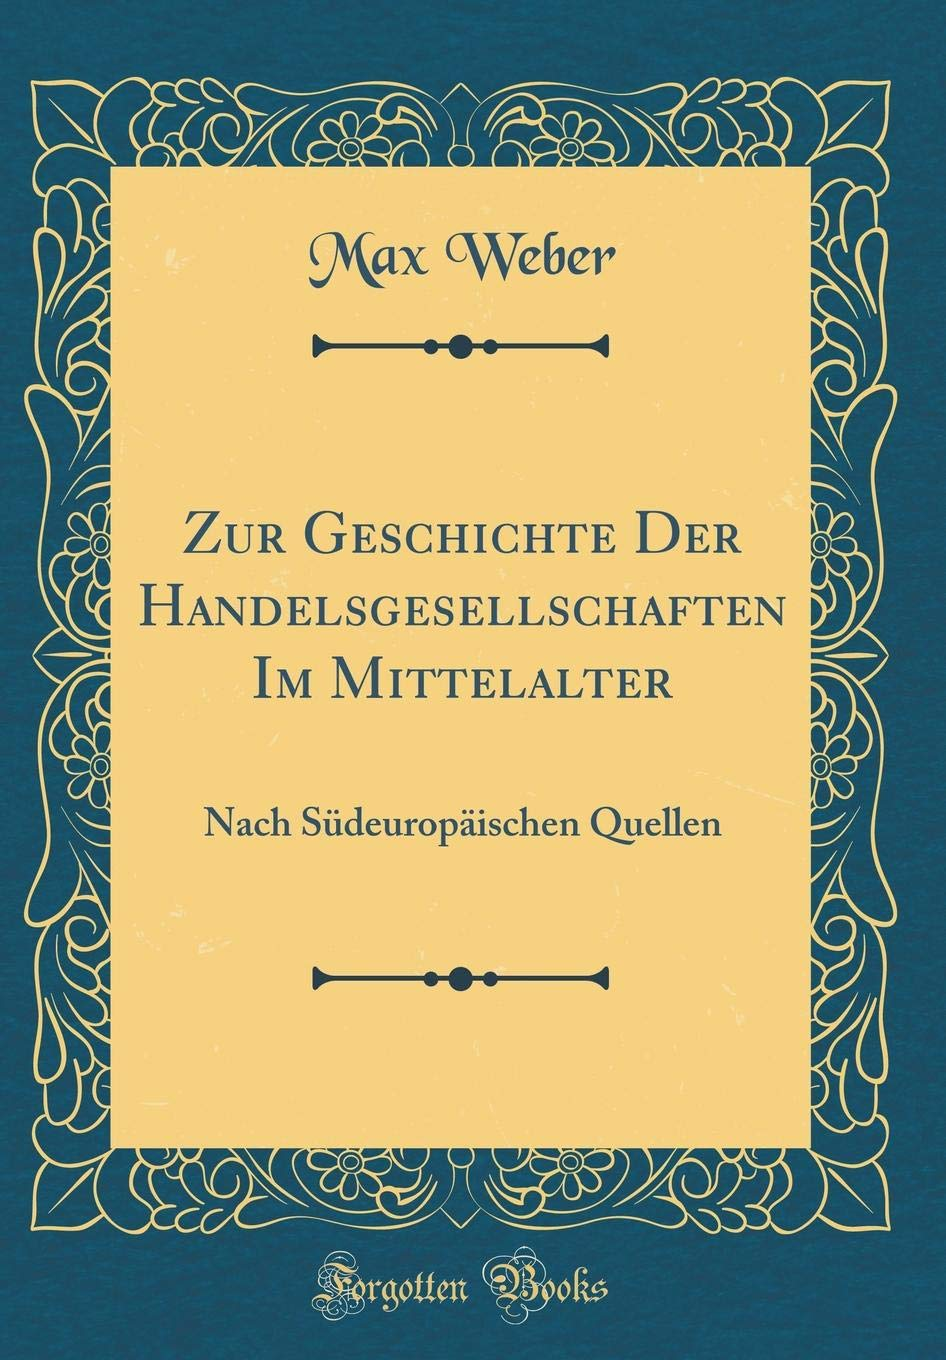 Max Weber
Zur Geschichte Der
Handelsgesellschaften
Im Mittelalter
Nach Südeuropäischen Quellen
Forgotten Books